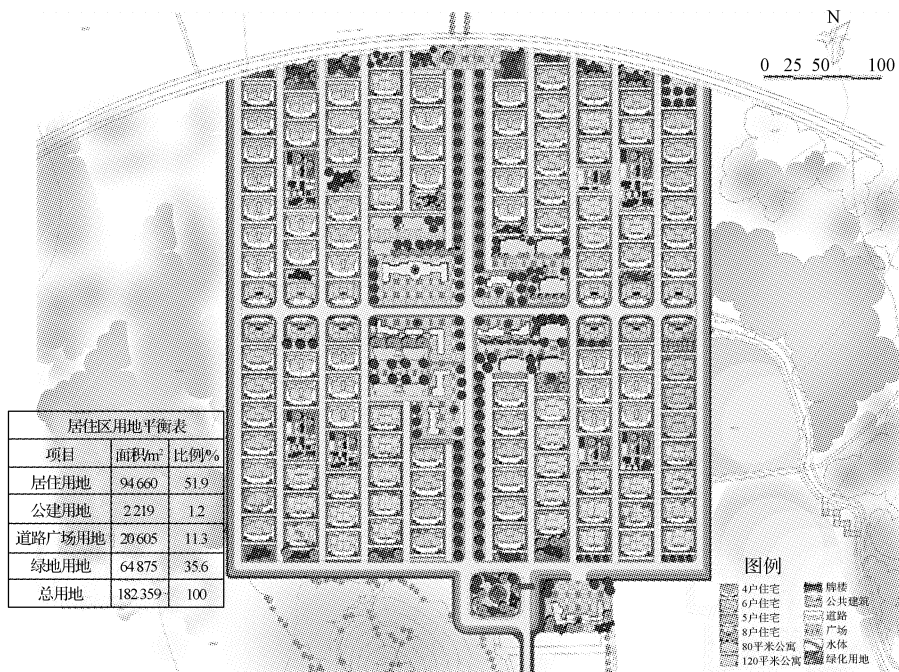 N
0 25 50 100
居住区用地平衡表
项目 面积/m² 比例/%
居住用地 94 660 51.9
公建用地 2 219 1.2
道路广场用地 20 605 11.3
绿地用地 64 875 35.6
总用地 182 359 100
图例
4户住宅 牌楼
6户住宅 公共建筑
5户住宅 道路
8户住宅 广场
80平米公寓 水体
120平米公寓 绿化用地